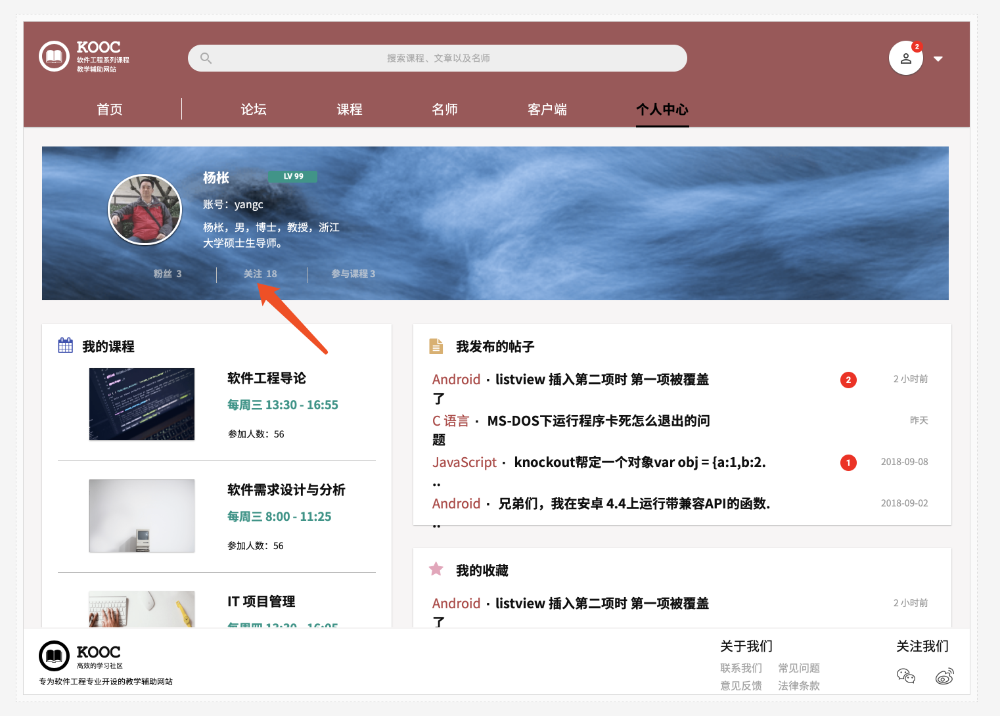 KOOC
软件工程系列课程
教学辅助网站
搜索课程、文章以及名师
2
首页
论坛
课程
名师
客户端
个人中心
杨枨
LV 99
账号：yangc
杨枨，男，博士，教授，浙江
大学硕士生导师。
粉丝 3
关注 18
参与课程 3
我的课程
软件工程导论
每周三 13:30 - 16:55
参加人数：56
软件需求设计与分析
每周三 8:00 - 11:25
参加人数：56
IT 项目管理
每周四 13:30 - 16:05
我发布的帖子
Android · listview 插入第二项时 第一项被覆盖
了
2
2 小时前
C 语言 · MS-DOS下运行程序卡死怎么退出的问
题
昨天
JavaScript · knockout帮定一个对象var obj = {a:1,b:2.
..
1
2018-09-08
Android · 兄弟们，我在安卓 4.4上运行带兼容API的函数.
..
2018-09-02
我的收藏
Android · listview 插入第二项时 第一项被覆盖
了
2 小时前
KOOC
高效的学习社区
专为软件工程专业开设的教学辅助网站
关于我们
联系我们
常见问题
意见反馈
法律条款
关注我们